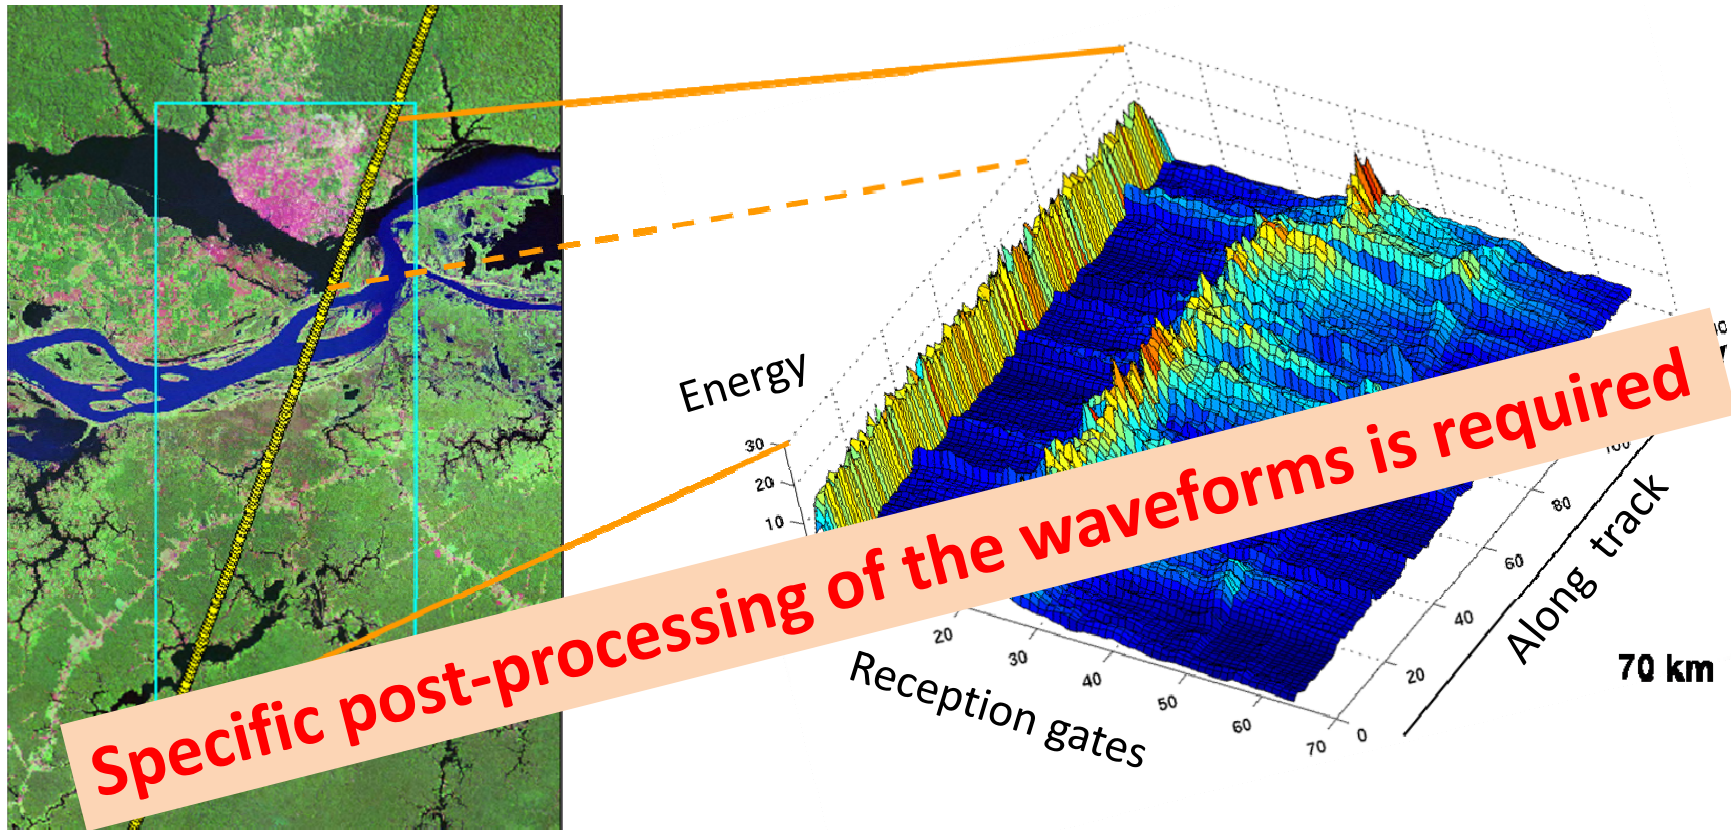 Energy
30
20
10
Specific post-processing of the waveforms is required
20
30
40
50
60
70
Reception gates
0
20
40
60
80
Along track
70 km